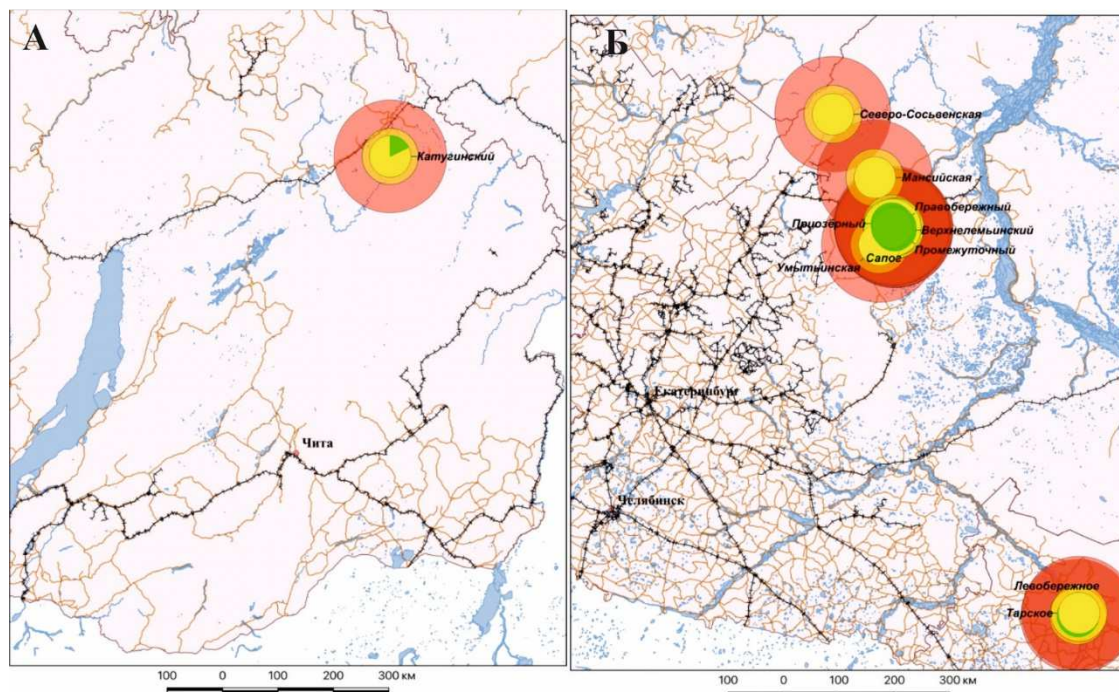 А
Катугинский
Чита
100 0 100 200 300 км
Б
Северо-Сосьвенская
Мансийская
Правобережный
Приозёрный
Верхнелемьинский
Промежуточный
Сапог
Умытьинская
Екатеринбург
Челябинск
Левобережное
Тарское
100 0 100 200 300 км